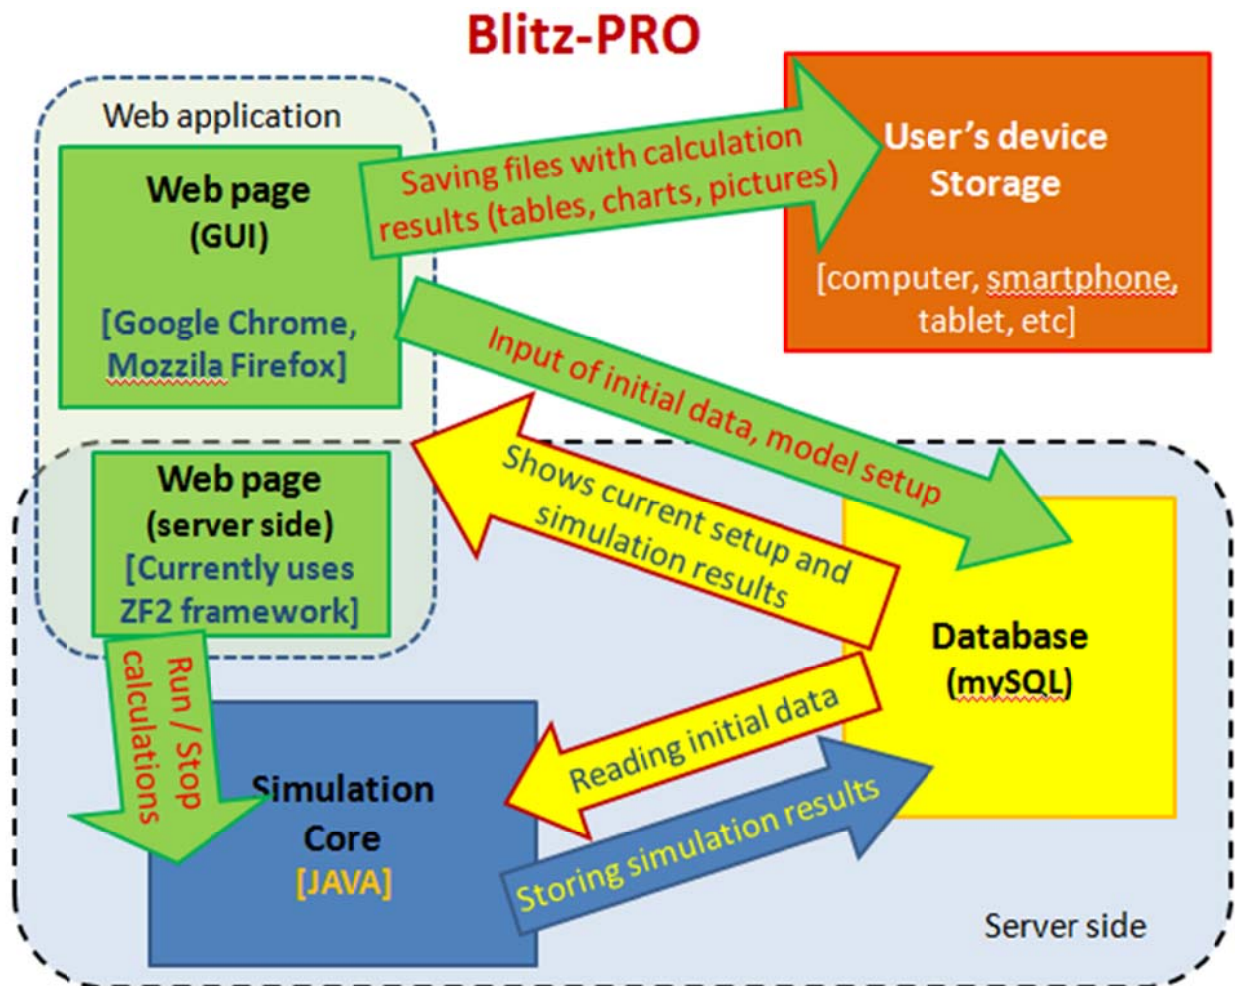 Blitz-PRO
Web application
Web page
(GUI)
[Google Chrome,
Mozzila Firefox]
Saving files with calculation
results (tables, charts, pictures)
User's device
Storage
[computer, smartphone,
tablet, etc]
Input of initial data, model setup
Shows current setup and
simulation results
Web page
(server side)
[Currently uses
ZF2 framework]
Run / Stop
calculations
Database
(mySQL)
Reading initial data
Storing simulation results
Simulation
Core
[JAVA]
Server side